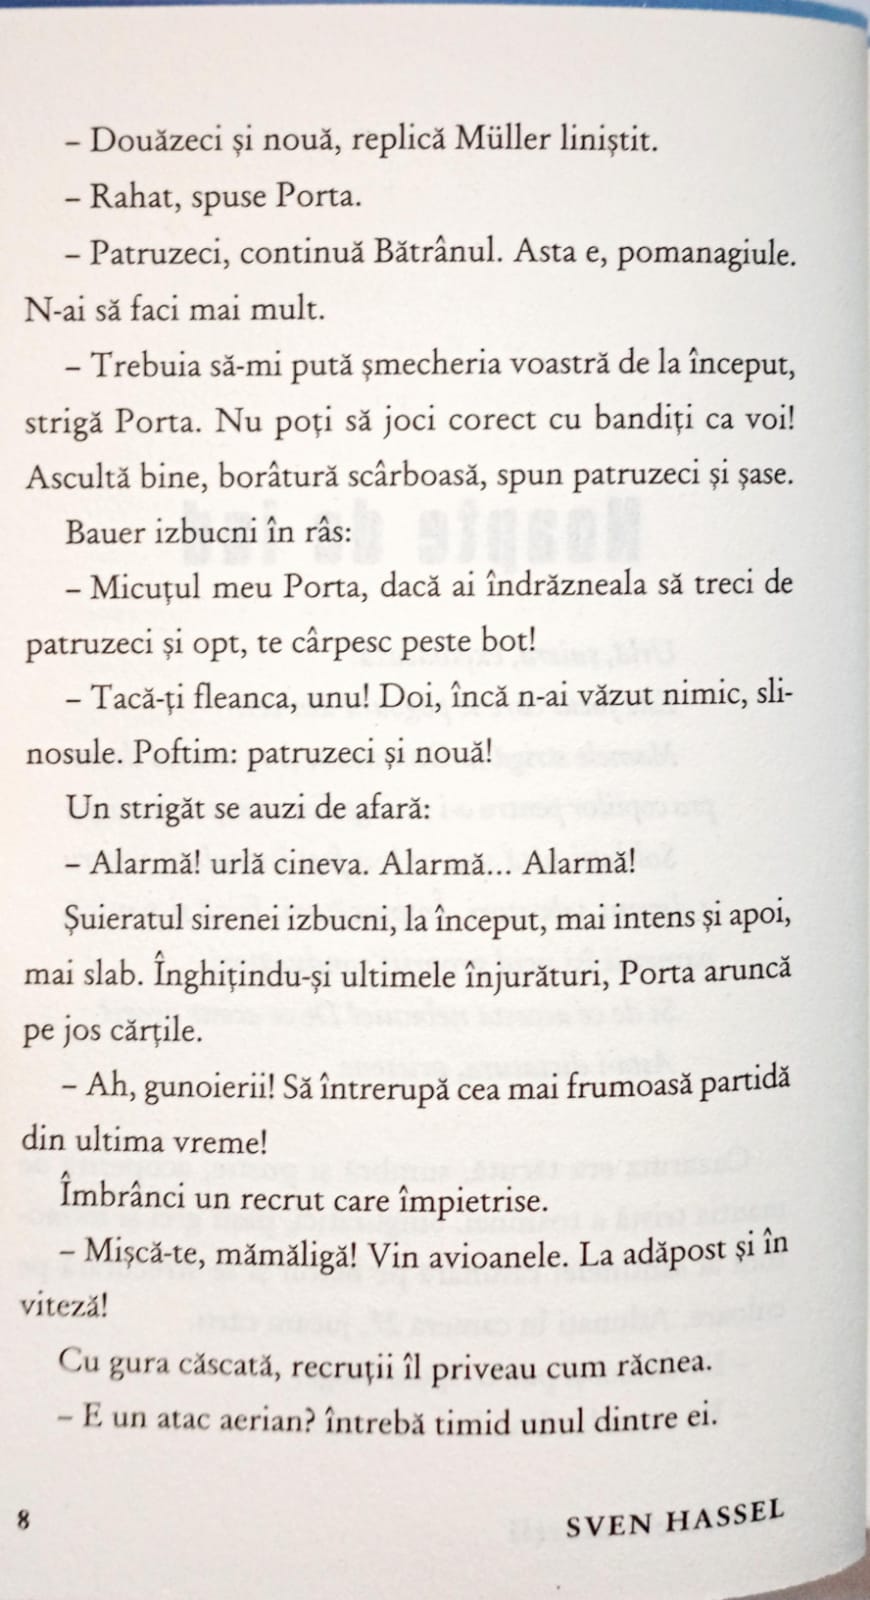 – Douăzeci și nouă, replică Müller liniștit.
– Rahat, spuse Porta.
– Patruzeci, continuă Bătrânul. Asta e, pomanagiule.
N-ai să faci mai mult.
– Trebuia să-mi pută șmecheria voastră de la început,
strigă Porta. Nu poți să joci corect cu bandiți ca voi!
Ascultă bine, borâtură scârboasă, spun patruzeci și șase.
Bauer izbucni în râs:
– Micuțul meu Porta, dacă ai îndrăzneala să treci de
patruzeci și opt, te cârpesc peste bot!
– Tacă-ți fleanca, unu! Doi, încă n-ai văzut nimic, sli-
nosule. Poftim: patruzeci și nouă!
Un strigăt se auzi de afară:
– Alarmă! urlă cineva. Alarmă... Alarmă!
Șuieratul sirenei izbucni, la început, mai intens și apoi,
mai slab. Înghițindu-și ultimele înjurături, Porta aruncă
pe jos cărțile.
– Ah, gunoierii! Să întrerupă cea mai frumoasă partidă
din ultima vreme!
Îmbrânci un recrut care împietrise.
– Mișcă-te, mămăligă! Vin avioanele. La adăpost și în
viteză!
Cu gura căscată, recruții îl priveau cum răcnea.
– E un atac aerian? întrebă timid unul dintre ei.
8
SVEN HASSEL